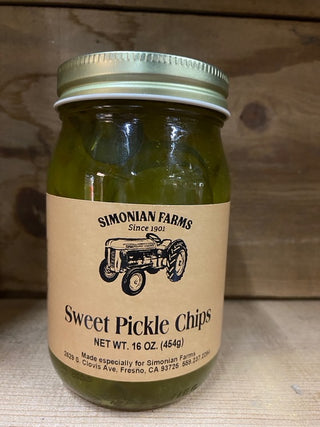 SIMONIAN FARMS
Since 1901
Sweet Pickle Chips
NET WT. 16 OZ. (454g)
Made especially for Simonian Farms
S. Clovis Ave. Fresno, CA 93725